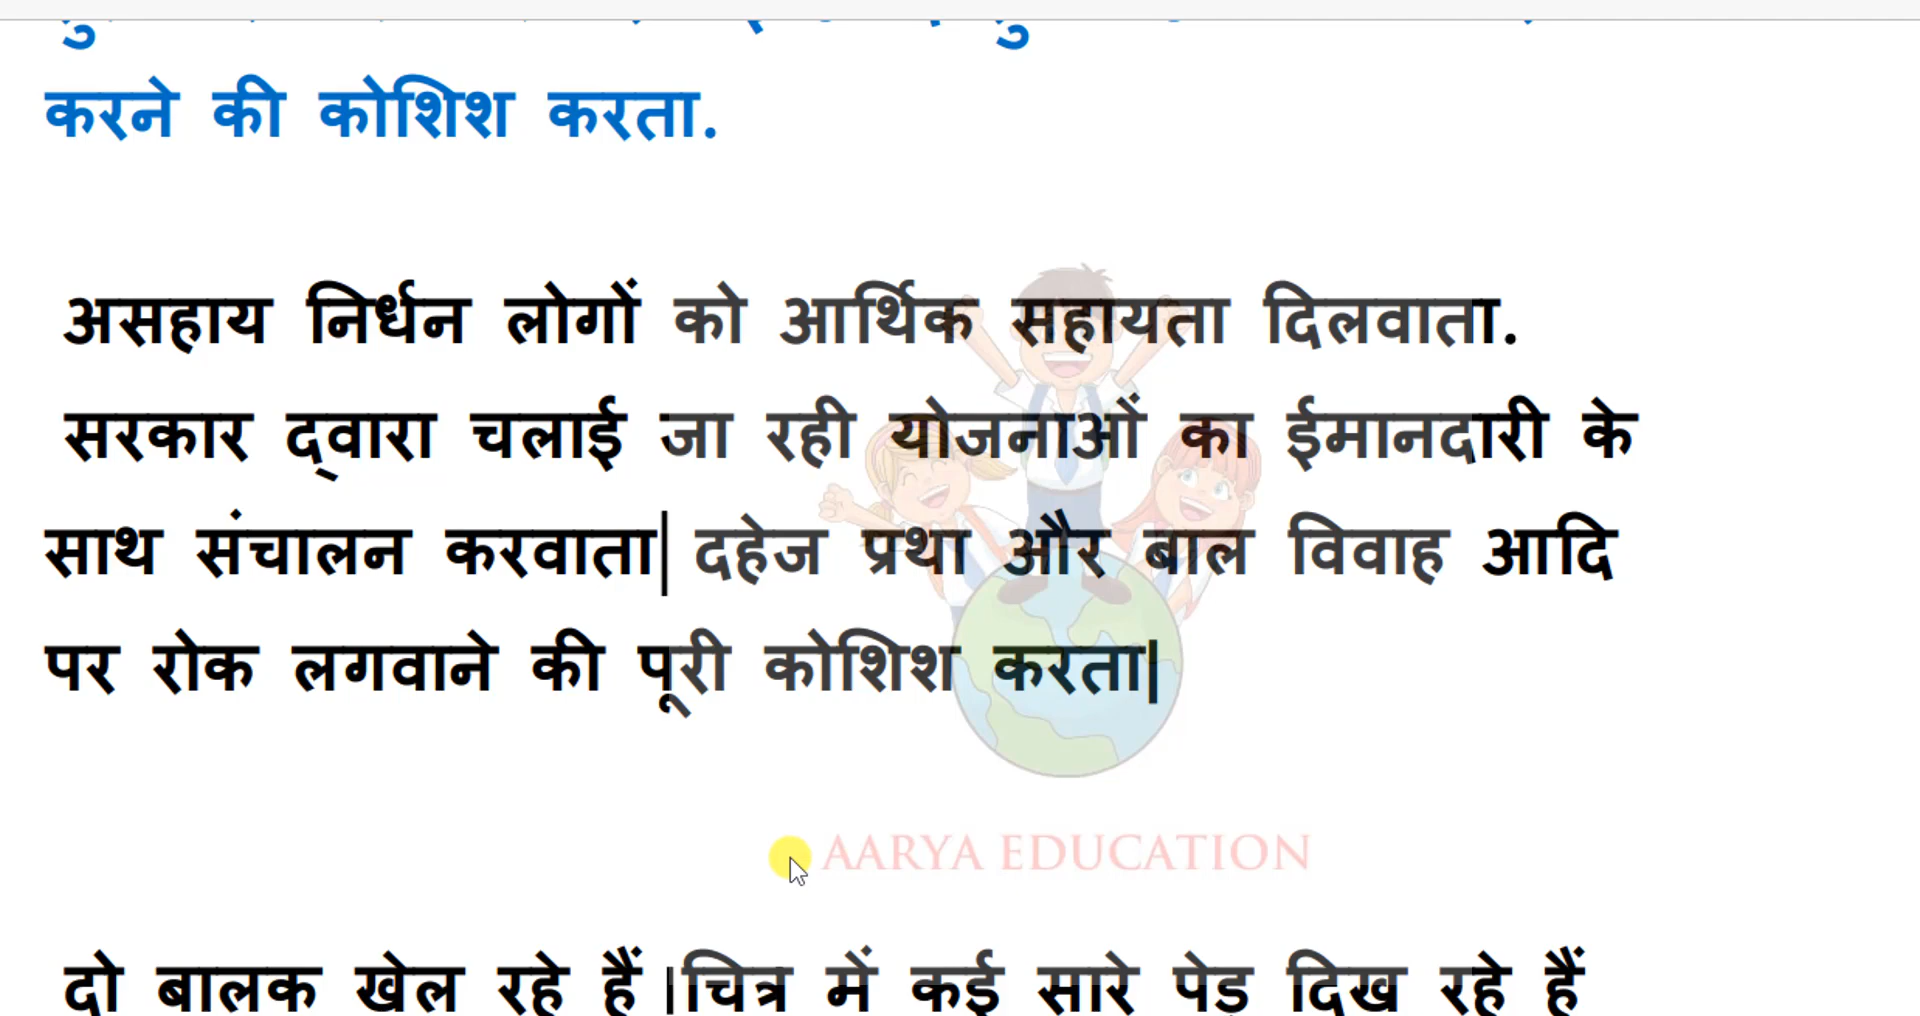 करने की कोशिश करता.
असहाय निर्धन लोगों को आर्थिक सहायता दिलवाता.
सरकार द्वारा चलाई जा रही योजनाओं का ईमानदारी के
साथ संचालन करवाता| दहेज प्रथा और बाल विवाह आदि
पर रोक लगवाने की पूरी कोशिश करता|
AARYA EDUCATION
दो बालक खेल रहे हैं |चित्र में कई सारे पेड़ दिख रहे हैं